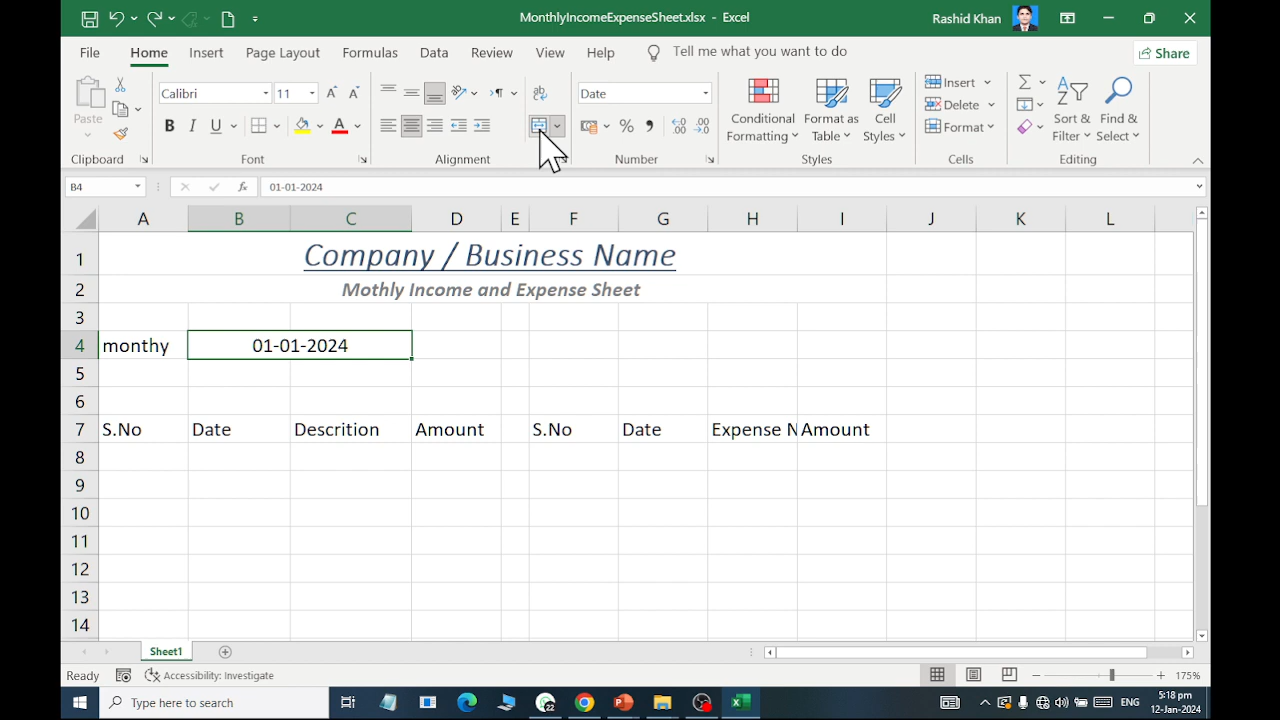 MonthlyIncomeExpenseSheet.xlsx - Excel
Rashid Khan
File Home Insert Page Layout Formulas Data Review View Help Tell me what you want to do Share
Paste
Calibri 11
B I U
Date
Conditional Formatting
Format as Table
Cell Styles
Insert
Delete
Format
Sort & Filter
Find & Select
Clipboard Font Alignment Number Styles Cells Editing
B4 fx 01-01-2024
A B C D E F G H I J K L
1 Company / Business Name
2 Mothly Income and Expense Sheet
3
4 monthy 01-01-2024
5
6
7 S.No Date Descrition Amount S.No Date Expense N Amount
8
9
10
11
12
13
14
Sheet1
Ready Accessibility: Investigate 175%
Type here to search
ENG
5:18 pm
12-Jan-2024